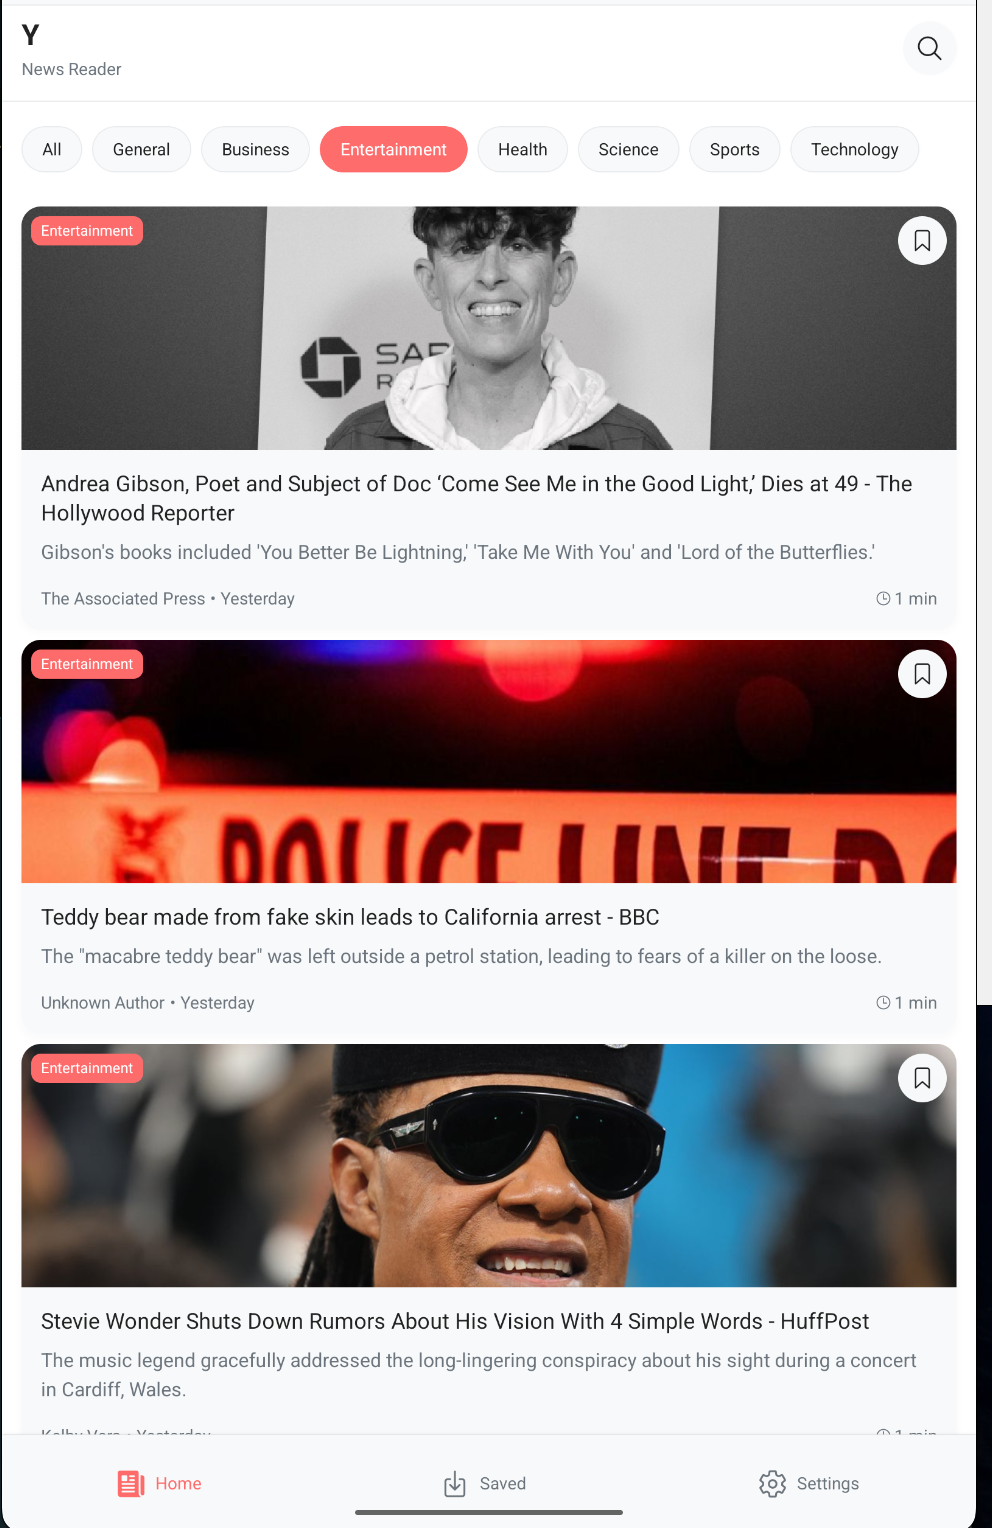 Y
News Reader
All General Business Entertainment Health Science Sports Technology
Entertainment
SAP
R
Andrea Gibson, Poet and Subject of Doc ‘Come See Me in the Good Light,’ Dies at 49 - The
Hollywood Reporter
Gibson's books included 'You Better Be Lightning,' 'Take Me With You' and 'Lord of the Butterflies.'
The Associated Press • Yesterday 1 min
Entertainment
POLICE LINE DO
Teddy bear made from fake skin leads to California arrest - BBC
The "macabre teddy bear" was left outside a petrol station, leading to fears of a killer on the loose.
Unknown Author • Yesterday 1 min
Entertainment
Stevie Wonder Shuts Down Rumors About His Vision With 4 Simple Words - HuffPost
The music legend gracefully addressed the long-lingering conspiracy about his sight during a concert
in Cardiff, Wales.
Kelby Vera • Yesterday 1 min
Home Saved Settings